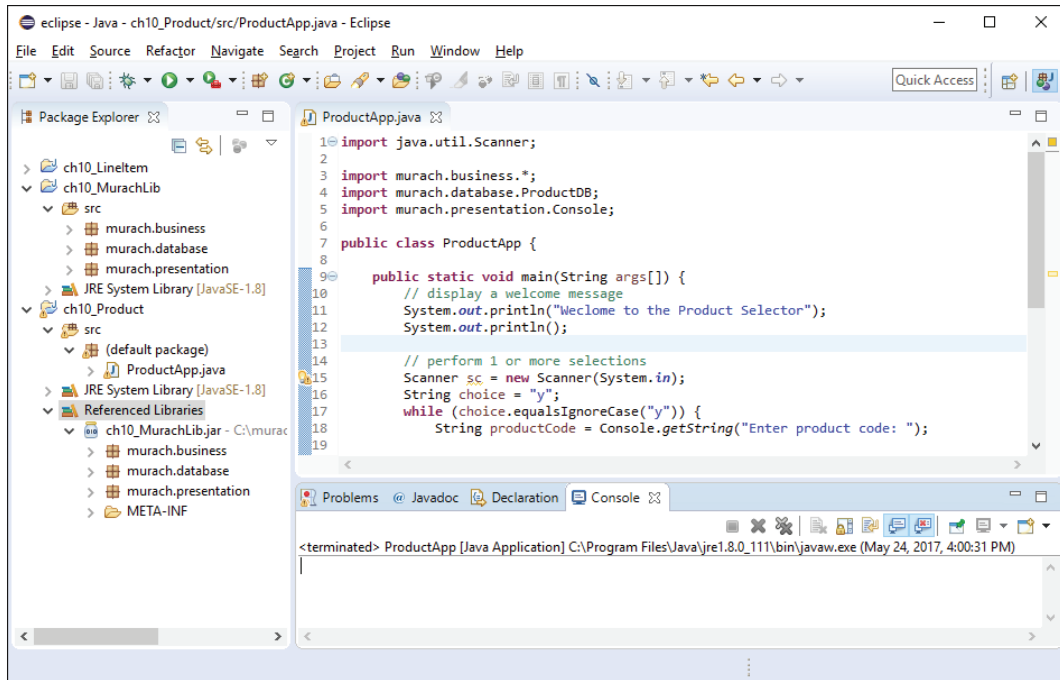 eclipse - Java - ch10_Product/src/ProductApp.java - Eclipse
File Edit Source Refactor Navigate Search Project Run Window Help
Quick Access
Package Explorer
ch10_LineItem
ch10_MurachLib
src
murach.business
murach.database
murach.presentation
JRE System Library [JavaSE-1.8]
ch10_Product
src
(default package)
ProductApp.java
JRE System Library [JavaSE-1.8]
Referenced Libraries
ch10_MurachLib.jar - C:\murac
murach.business
murach.database
murach.presentation
META-INF
ProductApp.java
1 import java.util.Scanner;
2
3 import murach.business.*;
4 import murach.database.ProductDB;
5 import murach.presentation.Console;
6
7 public class ProductApp {
8
9 public static void main(String args[]) {
10 // display a welcome message
11 System.out.println("Weclome to the Product Selector");
12 System.out.println();
13
14 // perform 1 or more selections
15 Scanner sc = new Scanner(System.in);
16 String choice = "y";
17 while (choice.equalsIgnoreCase("y")) {
18 String productCode = Console.getString("Enter product code: ");
19
Problems @ Javadoc Declaration Console
<terminated> ProductApp [Java Application] C:\Program Files\Java\jre1.8.0_111\bin\javaw.exe (May 24, 2017, 4:00:31 PM)